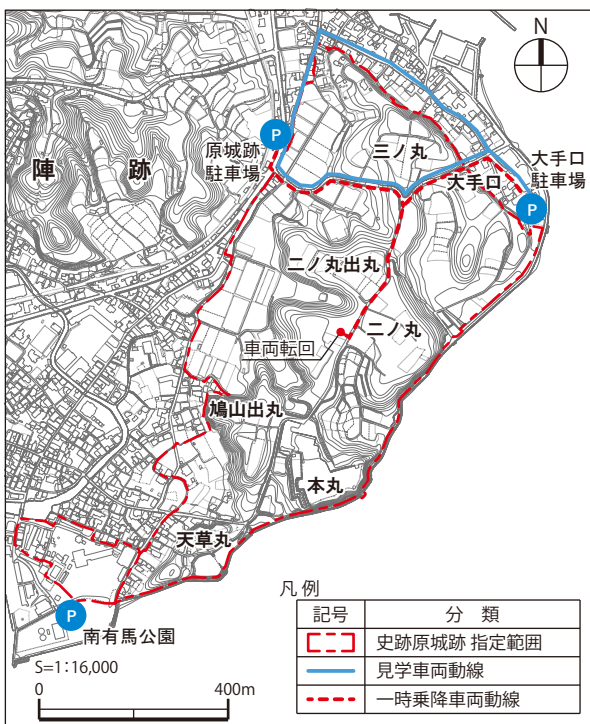 N
P
原城跡
駐車場
陣 跡
三ノ丸
大手口
大手口
駐車場
P
二ノ丸出丸
二ノ丸
車両転回
鳩山出丸
本丸
天草丸
P
南有馬公園
S=1:16,000
0 400m
凡 例
記号 分 類
史跡原城跡 指定範囲
見学車両動線
一時乗降車両動線